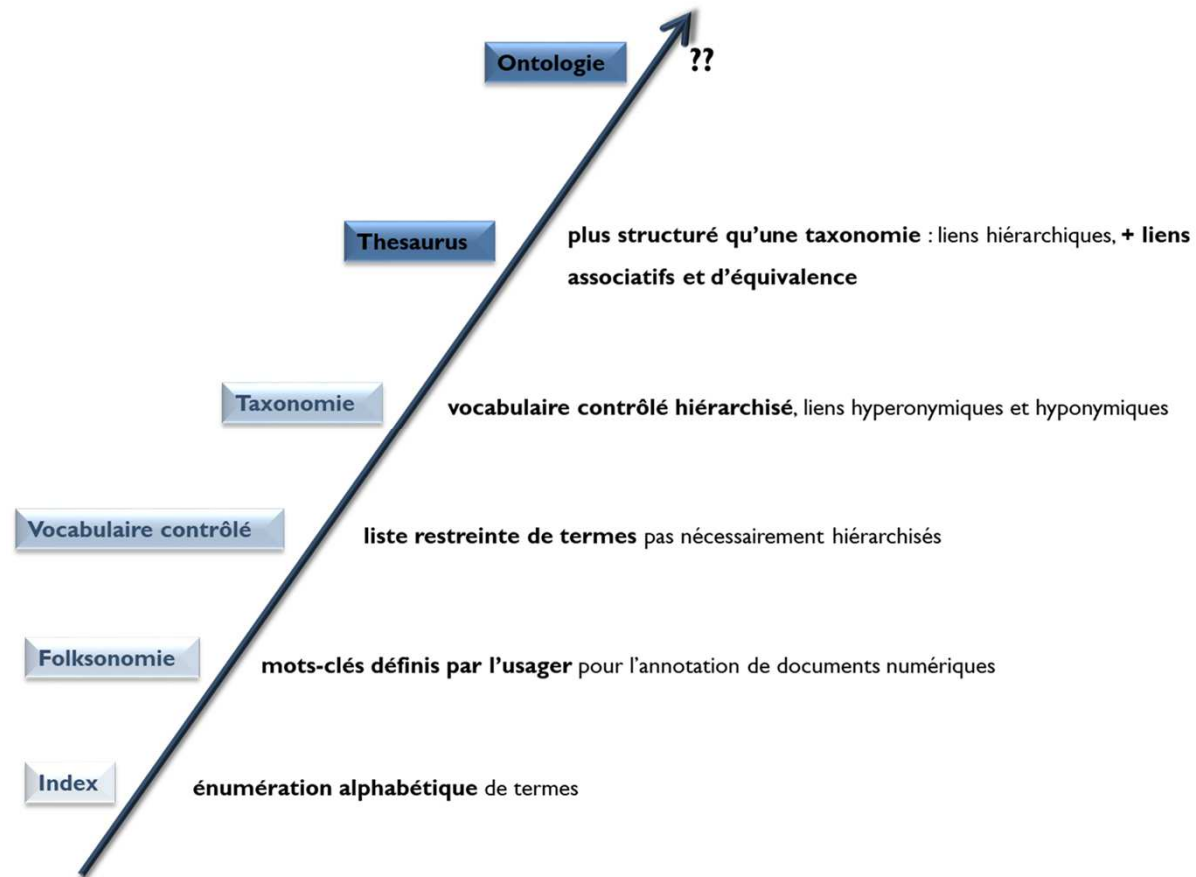 Ontologie ??
Thesaurus plus structuré qu’une taxonomie : liens hiérarchiques, + liens
associatifs et d’équivalence
Taxonomie vocabulaire contrôlé hiérarchisé, liens hyperonymiques et hyponymiques
Vocabulaire contrôlé liste restreinte de termes pas nécessairement hiérarchisés
Folksonomie mots-clés définis par l’usager pour l’annotation de documents numériques
Index énumération alphabétique de termes